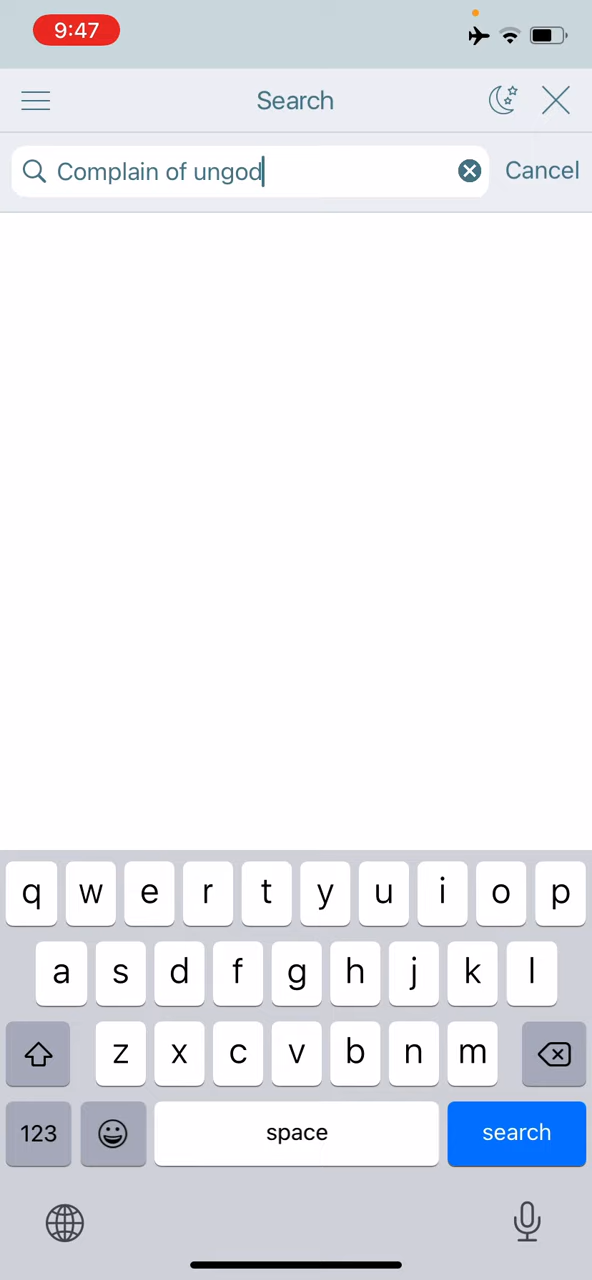 9:47
Search
Complain of ungod
Cancel
q w e r t y u i o p
a s d f g h j k l
z x c v b n m
123 space search